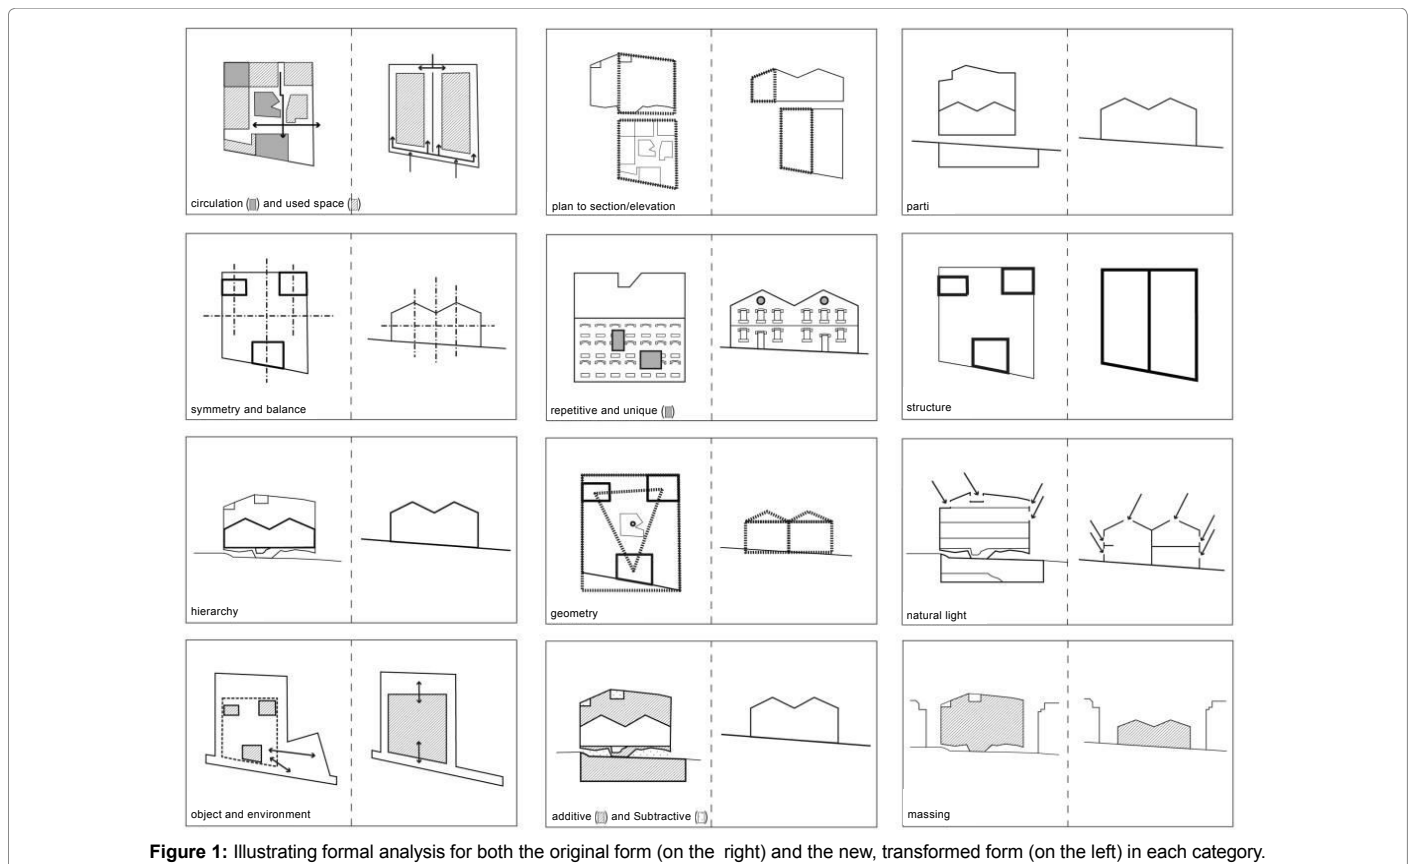 circulation ( ) and used space ( )
plan to section/elevation
parti
symmetry and balance
repetitive and unique ( )
structure
hierarchy
geometry
natural light
object and environment
additive ( ) and Subtractive ( )
massing
Figure 1: Illustrating formal analysis for both the original form (on the right) and the new, transformed form (on the left) in each category.